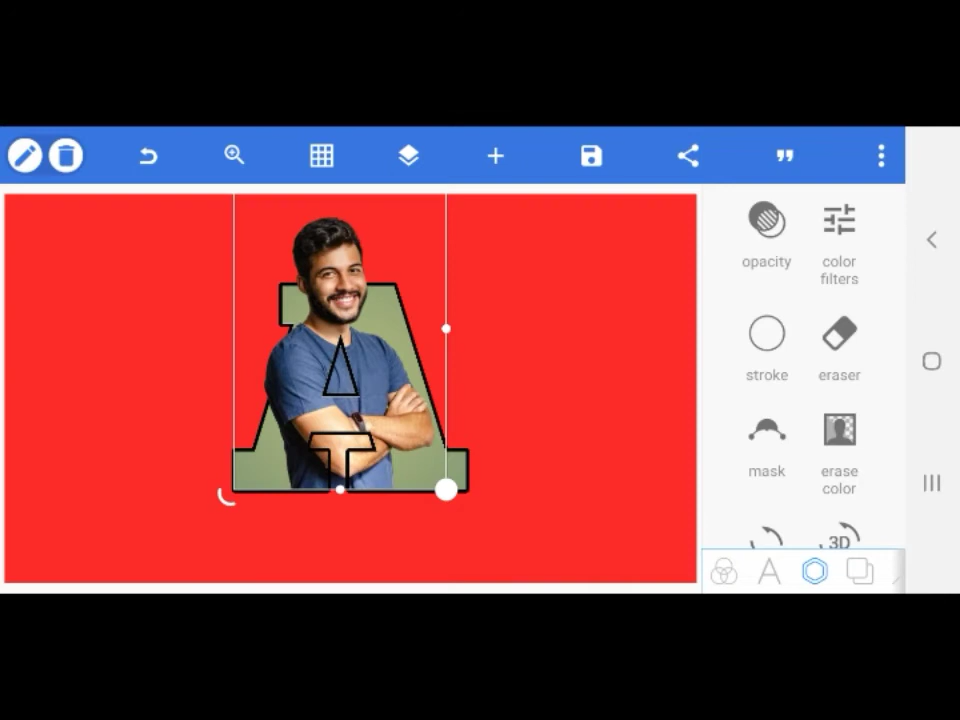 A
opacity
color
filters
stroke
eraser
mask
erase
color
3D
A